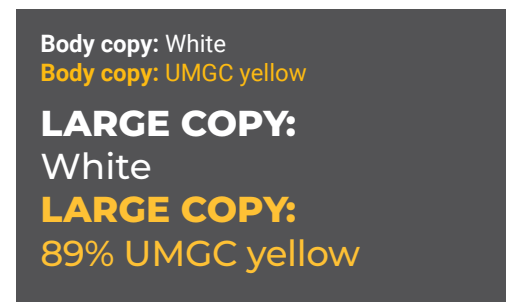 Body copy: White
Body copy: UMGC yellow
LARGE COPY:
White
LARGE COPY:
89% UMGC yellow